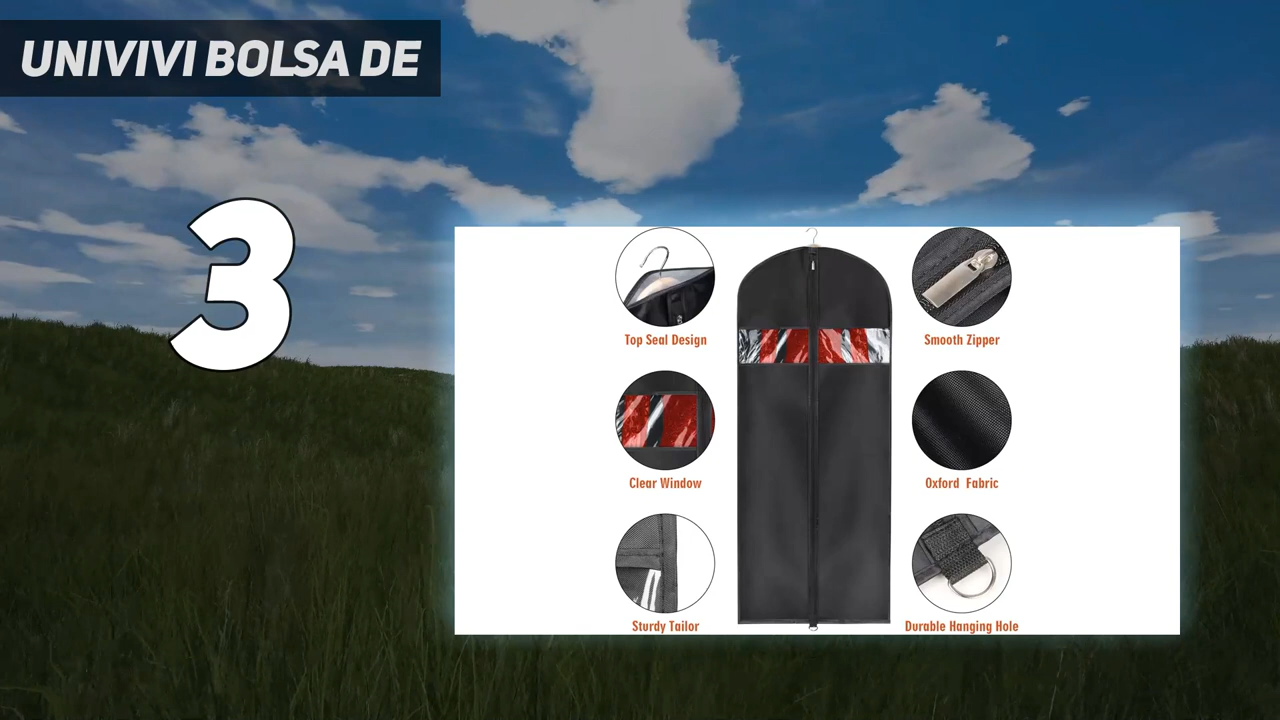 UNIVIVI BOLSA DE
3
Top Seal Design
Smooth Zipper
Clear Window
Oxford Fabric
Sturdy Tailor
Durable Hanging Hole